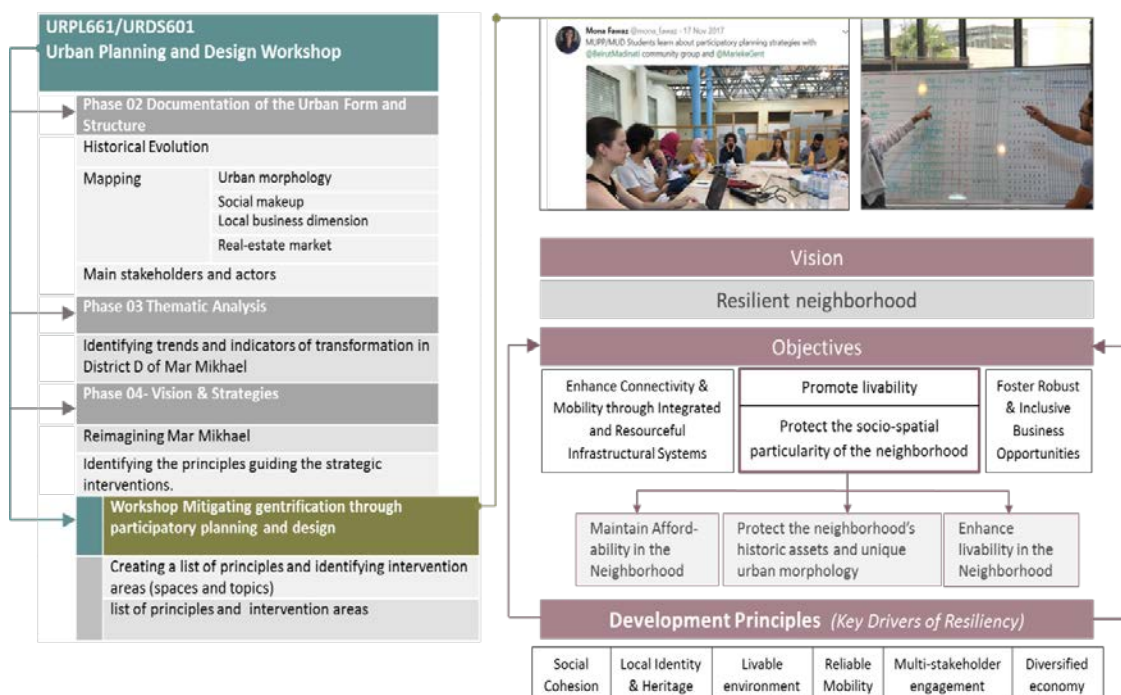 URPL661/URDS601
Urban Planning and Design Workshop
Phase 02 Documentation of the Urban Form and
Structure
Historical Evolution
Mapping
Urban morphology
Social makeup
Local business dimension
Real-estate market
Main stakeholders and actors
Phase 03 Thematic Analysis
Identifying trends and indicators of transformation in
District D of Mar Mikhael
Phase 04- Vision & Strategies
Reimagining Mar Mikhael
Identifying the principles guiding the strategic
interventions.
Workshop Mitigating gentrification through
participatory planning and design
Creating a list of principles and identifying intervention
areas (spaces and topics)
list of principles and intervention areas
Mona Fawaz @mona_fawaz · 17 Nov 2017
MUPP/MUD Students learn about participatory planning strategies with
@BeirutMadinati community group and @MariekeGent
Vision
Resilient neighborhood
Objectives
Enhance Connectivity &
Mobility through Integrated
and Resourceful
Infrastructural Systems
Promote livability
Protect the socio-spatial
particularity of the neighborhood
Foster Robust
& Inclusive
Business
Opportunities
Maintain Afford-
ability in the
Neighborhood
Protect the neighborhood's
historic assets and unique
urban morphology
Enhance
livability in the
Neighborhood
Development Principles (Key Drivers of Resiliency)
Social
Cohesion
Local Identity
& Heritage
Livable
environment
Reliable
Mobility
Multi-stakeholder
engagement
Diversified
economy